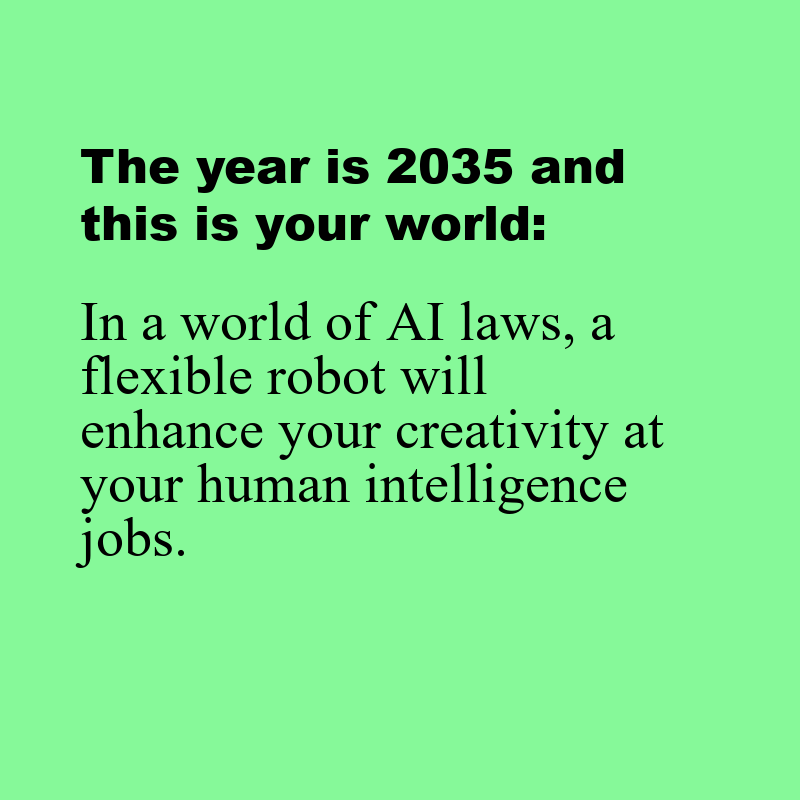 The year is 2035 and
this is your world:
In a world of AI laws, a
flexible robot will
enhance your creativity at
your human intelligence
jobs.